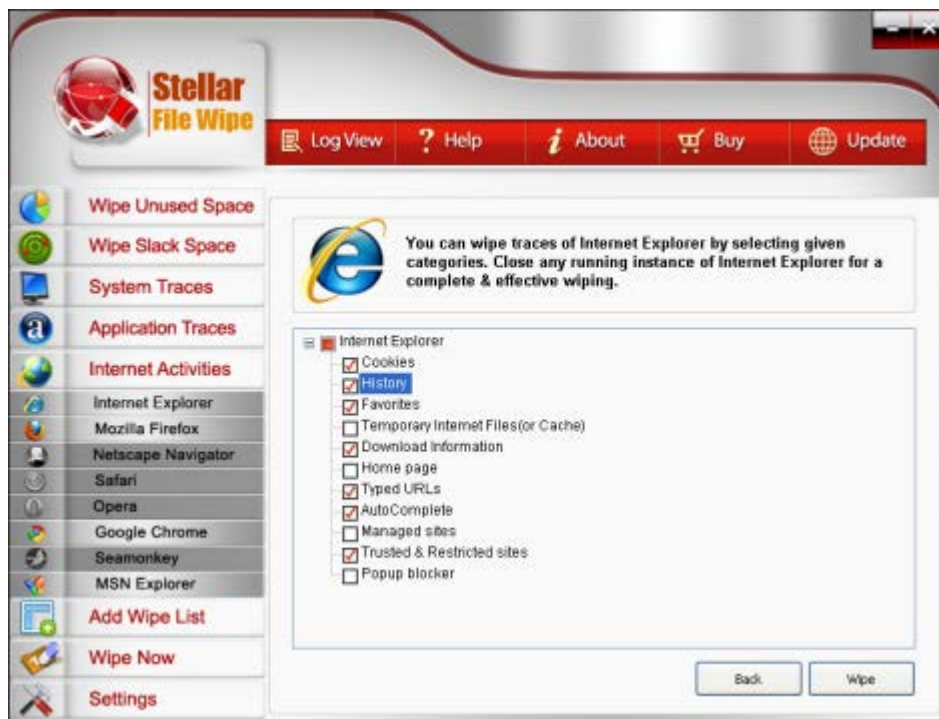 Stellar
File Wipe
Log View
? Help
i About
Buy
Update
Wipe Unused Space
Wipe Slack Space
System Traces
Application Traces
Internet Activities
Internet Explorer
Mozilla Firefox
Netscape Navigator
Safari
Opera
Google Chrome
Seamonkey
MSN Explorer
Add Wipe List
Wipe Now
Settings
You can wipe traces of Internet Explorer by selecting given
categories. Close any running instance of Internet Explorer for a
complete & effective wiping.
Internet Explorer
Cookies
History
Favorites
Temporary Internet Files(or Cache)
Download Information
Home page
Typed URLs
AutoComplete
Managed sites
Trusted & Restricted sites
Popup blocker
Back
Wipe